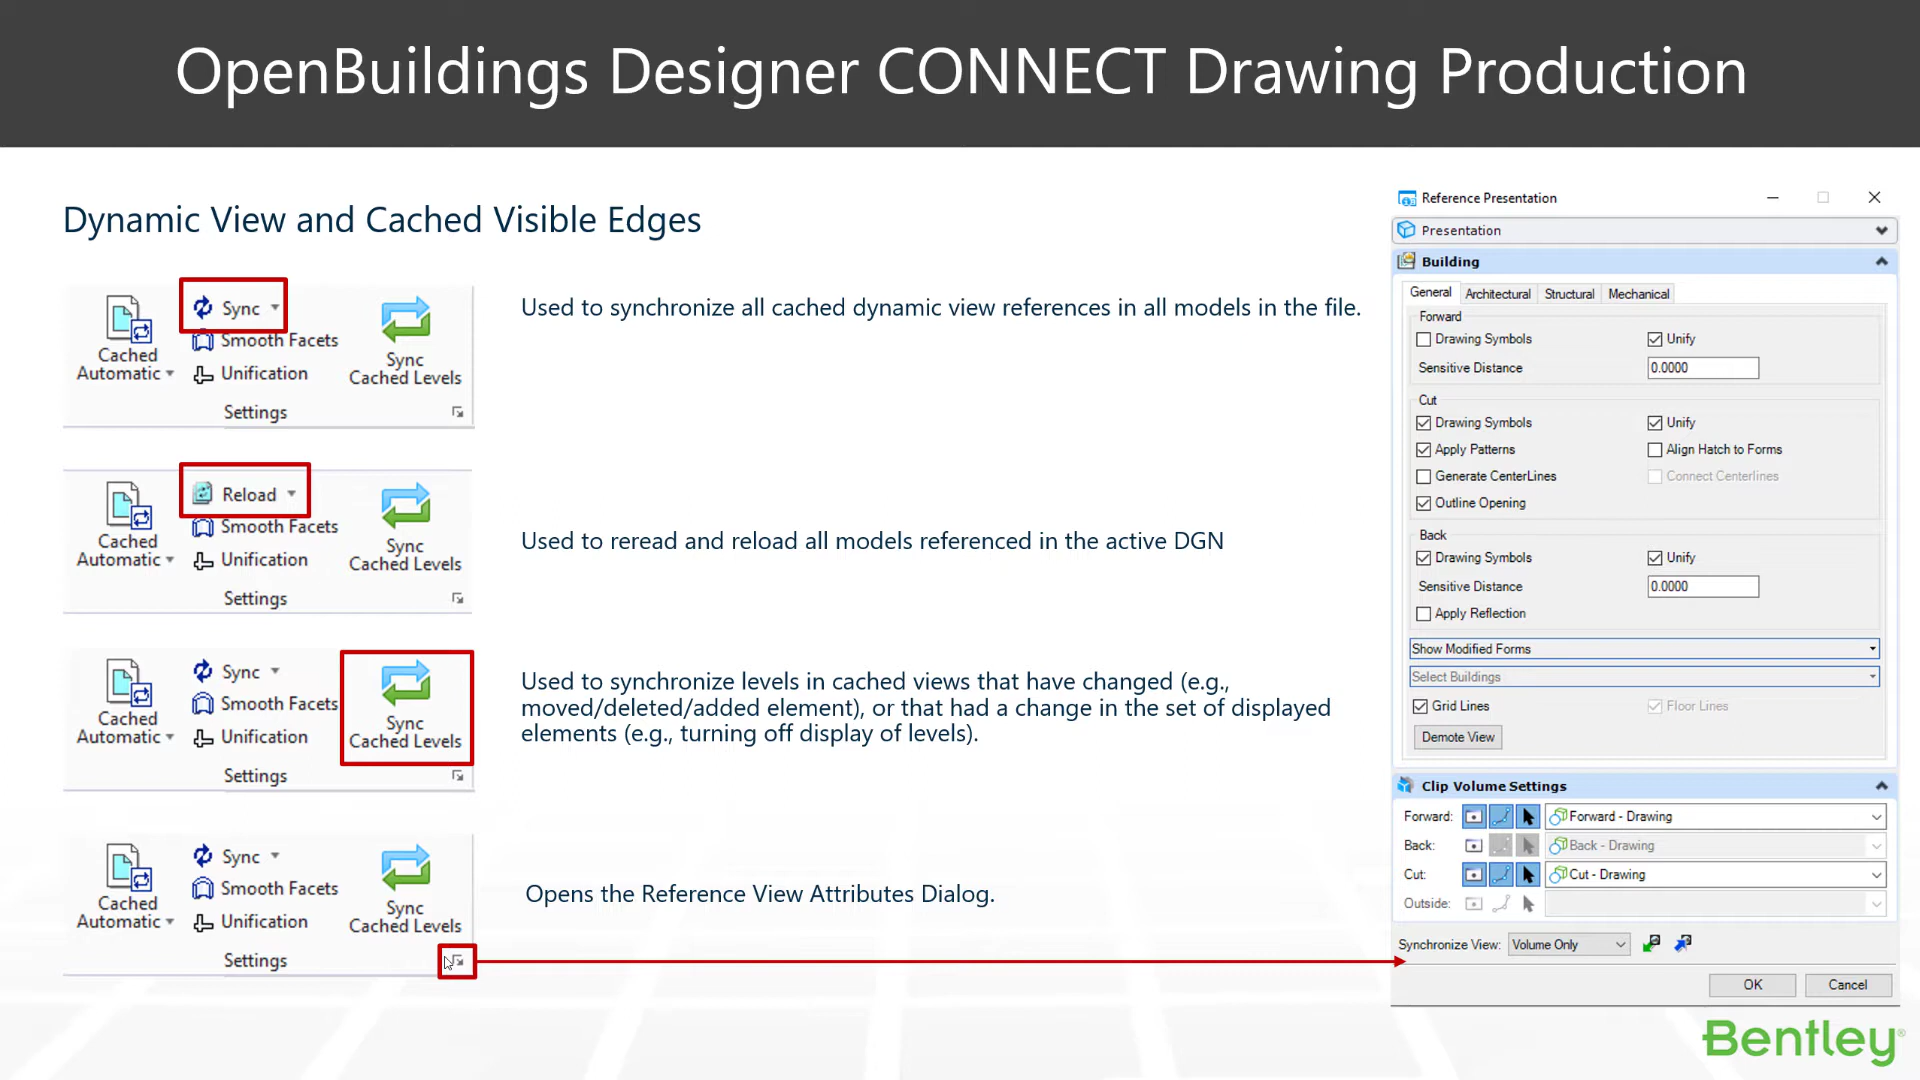 OpenBuildings Designer CONNECT Drawing Production
Dynamic View and Cached Visible Edges
Cached
Automatic
Sync
Smooth Facets
Unification
Sync
Cached Levels
Settings
Used to synchronize all cached dynamic view references in all models in the file.
Cached
Automatic
Reload
Smooth Facets
Unification
Sync
Cached Levels
Settings
Used to reread and reload all models referenced in the active DGN
Cached
Automatic
Sync
Smooth Facets
Unification
Sync
Cached Levels
Settings
Used to synchronize levels in cached views that have changed (e.g.,
moved/deleted/added element), or that had a change in the set of displayed
elements (e.g., turning off display of levels).
Cached
Automatic
Sync
Smooth Facets
Unification
Sync
Cached Levels
Settings
Opens the Reference View Attributes Dialog.
Reference Presentation
Presentation
Building
General Architectural Structural Mechanical
Forward
Drawing Symbols Unify
Sensitive Distance 0.0000
Cut
Drawing Symbols Unify
Apply Patterns Align Hatch to Forms
Generate CenterLines Connect Centerlines
Outline Opening
Back
Drawing Symbols Unify
Sensitive Distance 0.0000
Apply Reflection
Show Modified Forms
Select Buildings
Grid Lines Floor Lines
Demote View
Clip Volume Settings
Forward: Forward - Drawing
Back: Back - Drawing
Cut: Cut - Drawing
Outside:
Synchronize View: Volume Only
OK Cancel
Bentley®